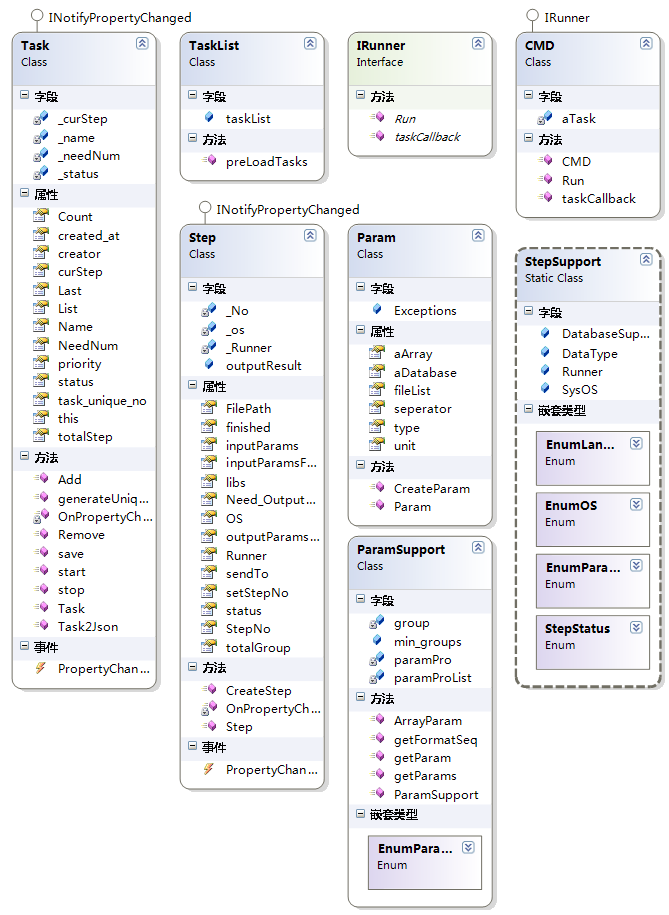 INotifyPropertyChanged
Task
Class
字段
_curStep
_name
_needNum
_status
属性
Count
created_at
creator
curStep
Last
List
Name
NeedNum
priority
status
task_unique_no
this
totalStep
方法
Add
generateUniq...
OnPropertyCh...
Remove
save
start
stop
Task
Task2Json
事件
PropertyChan...
TaskList
Class
字段
taskList
方法
preLoadTasks
INotifyPropertyChanged
Step
Class
字段
_No
_os
_Runner
outputResult
属性
FilePath
finished
inputParams
inputParamsF...
libs
Need_Output...
OS
outputParams...
Runner
sendTo
setStepNo
status
StepNo
totalGroup
方法
CreateStep
OnPropertyCh...
Step
事件
PropertyChan...
IRunner
Interface
方法
Run
taskCallback
Param
Class
字段
Exceptions
属性
aArray
aDatabase
fileList
seperator
type
unit
方法
CreateParam
Param
ParamSupport
Class
字段
group
min_groups
paramPro
paramProList
方法
ArrayParam
getFormatSeq
getParam
getParams
ParamSupport
嵌套类型
EnumPara...
Enum
IRunner
CMD
Class
字段
aTask
方法
CMD
Run
taskCallback
StepSupport
Static Class
字段
DatabaseSup...
DataType
Runner
SysOS
嵌套类型
EnumLan...
Enum
EnumOS
Enum
EnumPara...
Enum
StepStatus
Enum